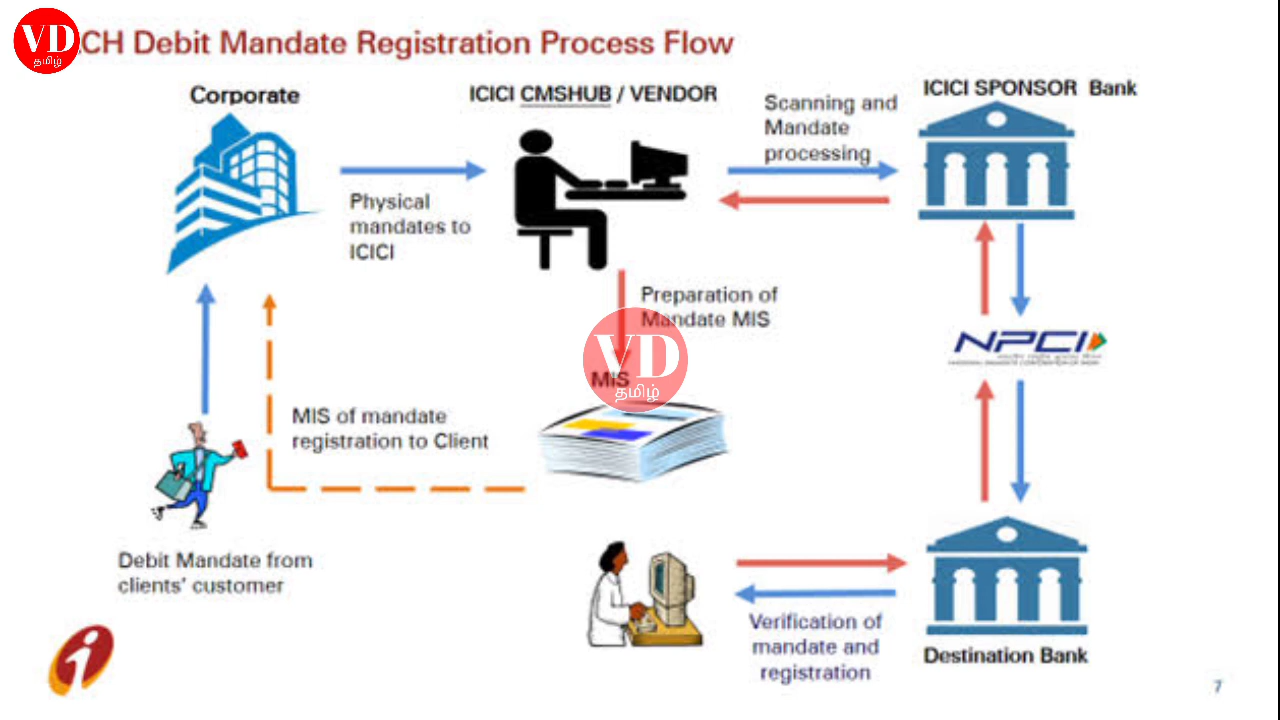 VD
தமிழ்
CH Debit Mandate Registration Process Flow
Corporate
ICICI CMSHUB / VENDOR
ICICI SPONSOR Bank
Scanning and
Mandate
processing
Physical
mandates to
ICICI
Preparation of
Mandate MIS
VD
தமிழ்
MIS
NPCI
MIS of mandate
registration to Client
Debit Mandate from
clients' customer
Verification of
mandate and
registration
Destination Bank
i
7